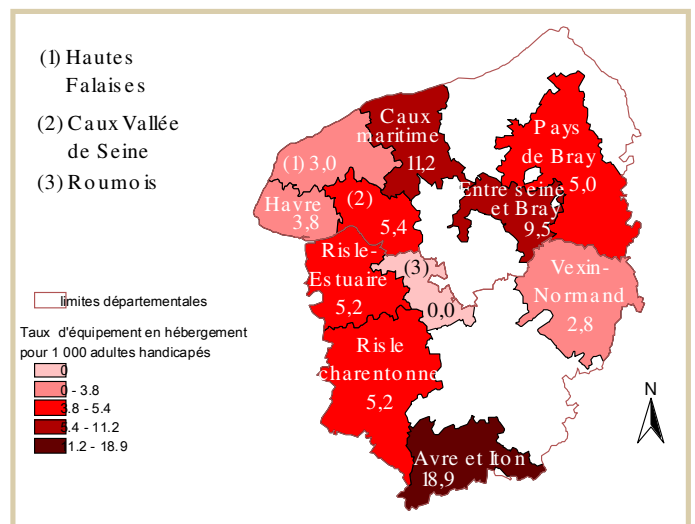 (1) Hautes
Falaises
(2) Caux Vallée
de Seine
(3) Roumois
Caux
maritime
11,2
Pays
de Bray
5,0
(1) 3,0
Entre seine
et Bray
9,5
Havre
3,8
(2)
5,4
Risle-
Estuaire
5,2
(3)
0,0
Vexin-
Normand
2,8
Risle
charentonne
5,2
Avre et Iton
18,9
limites départementales
Taux d'équipement en hébergement
pour 1 000 adultes handicapés
0
0 - 3.8
3.8 - 5.4
5.4 - 11.2
11.2 - 18.9
N